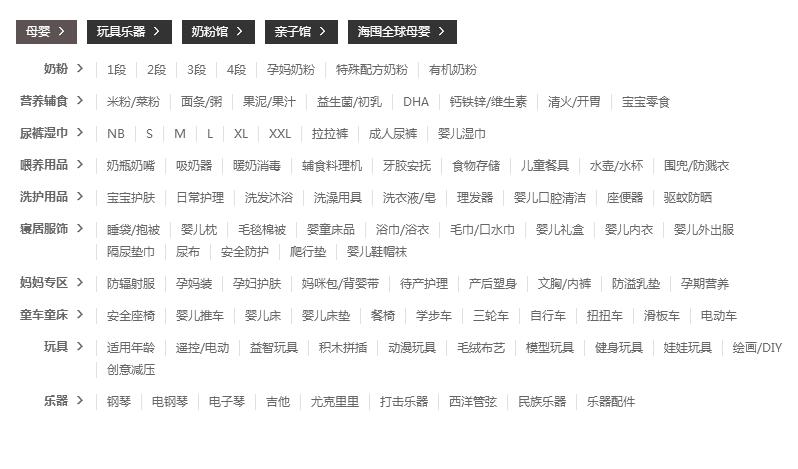 母婴 > 玩具乐器 > 奶粉馆 > 亲子馆 > 海囤全球母婴 >
奶粉 > 1段 2段 3段 4段 孕妈奶粉 特殊配方奶粉 有机奶粉
营养辅食 > 米粉/菜粉 面条/粥 果泥/果汁 益生菌/初乳 DHA 钙铁锌/维生素 清火/开胃 宝宝零食
尿裤湿巾 > NB S M L XL XXL 拉拉裤 成人尿裤 婴儿湿巾
喂养用品 > 奶瓶奶嘴 吸奶器 暖奶消毒 辅食料理机 牙胶安抚 食物存储 儿童餐具 水壶/水杯 围兜/防溅衣
洗护用品 > 宝宝护肤 日常护理 洗发沐浴 洗澡用具 洗衣液/皂 理发器 婴儿口腔清洁 座便器 驱蚊防晒
寝居服饰 > 睡袋/抱被 婴儿枕 毛毯棉被 婴童床品 浴巾/浴衣 毛巾/口水巾 婴儿礼盒 婴儿内衣 婴儿外出服
隔尿垫巾 尿布 安全防护 爬行垫 婴儿鞋帽袜
妈妈专区 > 防辐射服 孕妈装 孕妇护肤 妈咪包/背婴带 待产护理 产后塑身 文胸/内裤 防溢乳垫 孕期营养
童车童床 > 安全座椅 婴儿推车 婴儿床 婴儿床垫 餐椅 学步车 三轮车 自行车 扭扭车 滑板车 电动车
玩具 > 适用年龄 遥控/电动 益智玩具 积木拼插 动漫玩具 毛绒布艺 模型玩具 健身玩具 娃娃玩具 绘画/DIY
创意减压
乐器 > 钢琴 电钢琴 电子琴 吉他 尤克里里 打击乐器 西洋管弦 民族乐器 乐器配件